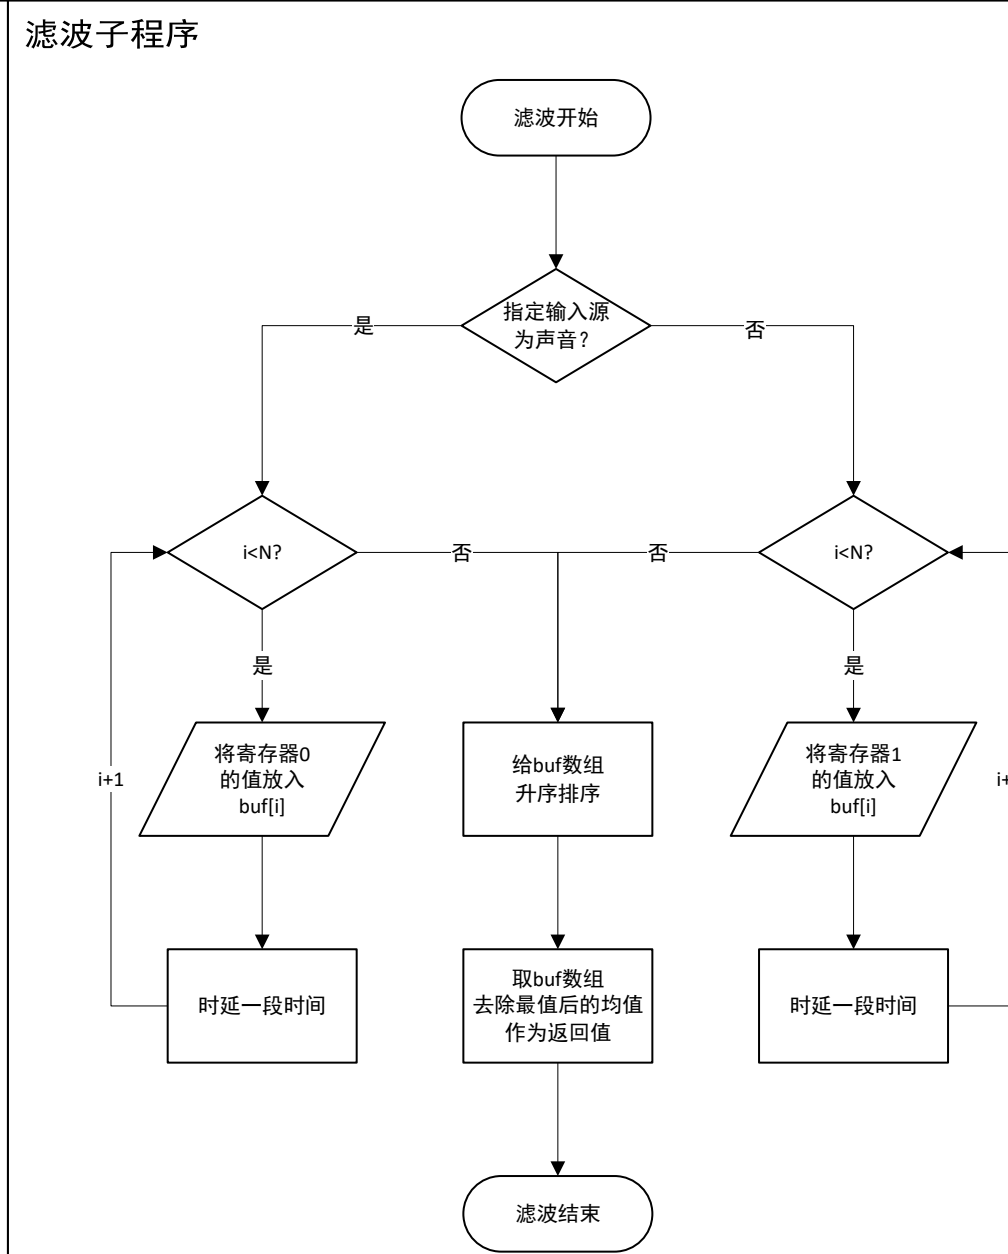 滤波子程序
滤波开始
指定输入源
为声音？
是
否
i<N?
否
否
i<N?
是
是
将寄存器0
的值放入
buf[i]
给buf数组
升序排序
将寄存器1
的值放入
buf[i]
i+1
i+
时延一段时间
取buf数组
去除最值后的均值
作为返回值
时延一段时间
滤波结束